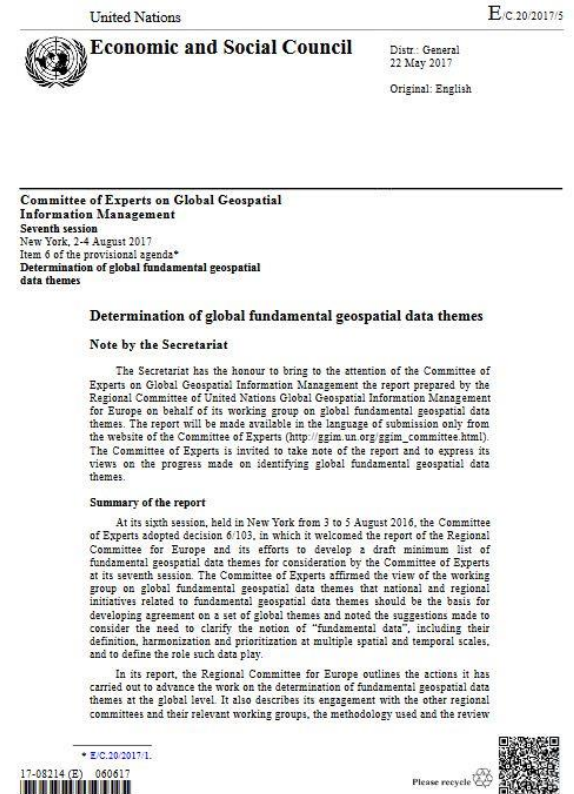 United Nations
E/C.20/2017/5
Economic and Social Council
Distr.: General
22 May 2017
Original: English
Committee of Experts on Global Geospatial
Information Management
Seventh session
New York, 2-4 August 2017
Item 6 of the provisional agenda*
Determination of global fundamental geospatial
data themes
Determination of global fundamental geospatial data themes
Note by the Secretariat
The Secretariat has the honour to bring to the attention of the Committee of
Experts on Global Geospatial Information Management the report prepared by the
Regional Committee of United Nations Global Geospatial Information Management
for Europe on behalf of its working group on global fundamental geospatial data
themes. The report will be made available in the language of submission only from
the website of the Committee of Experts (http://ggim.un.org/ggim_committee.html).
The Committee of Experts is invited to take note of the report and to express its
views on the progress made on identifying global fundamental geospatial data
themes.
Summary of the report
At its sixth session, held in New York from 3 to 5 August 2016, the Committee
of Experts adopted decision 6/103, in which it welcomed the report of the Regional
Committee for Europe and its efforts to develop a draft minimum list of
fundamental geospatial data themes for consideration by the Committee of Experts
at its seventh session. The Committee of Experts affirmed the view of the working
group on global fundamental geospatial data themes that national and regional
initiatives related to fundamental geospatial data themes should be the basis for
developing agreement on a set of global themes and noted the suggestions made to
consider the need to clarify the notion of “fundamental data”, including their
definition, harmonization and prioritization at multiple spatial and temporal scales,
and to define the role such data play.
In its report, the Regional Committee for Europe outlines the actions it has
carried out to advance the work on the determination of fundamental geospatial data
themes at the global level. It also describes its engagement with the other regional
committees and their relevant working groups, the methodology used and the review
* E/C.20/2017/1.
17-08214 (E) 060617
Please recycle